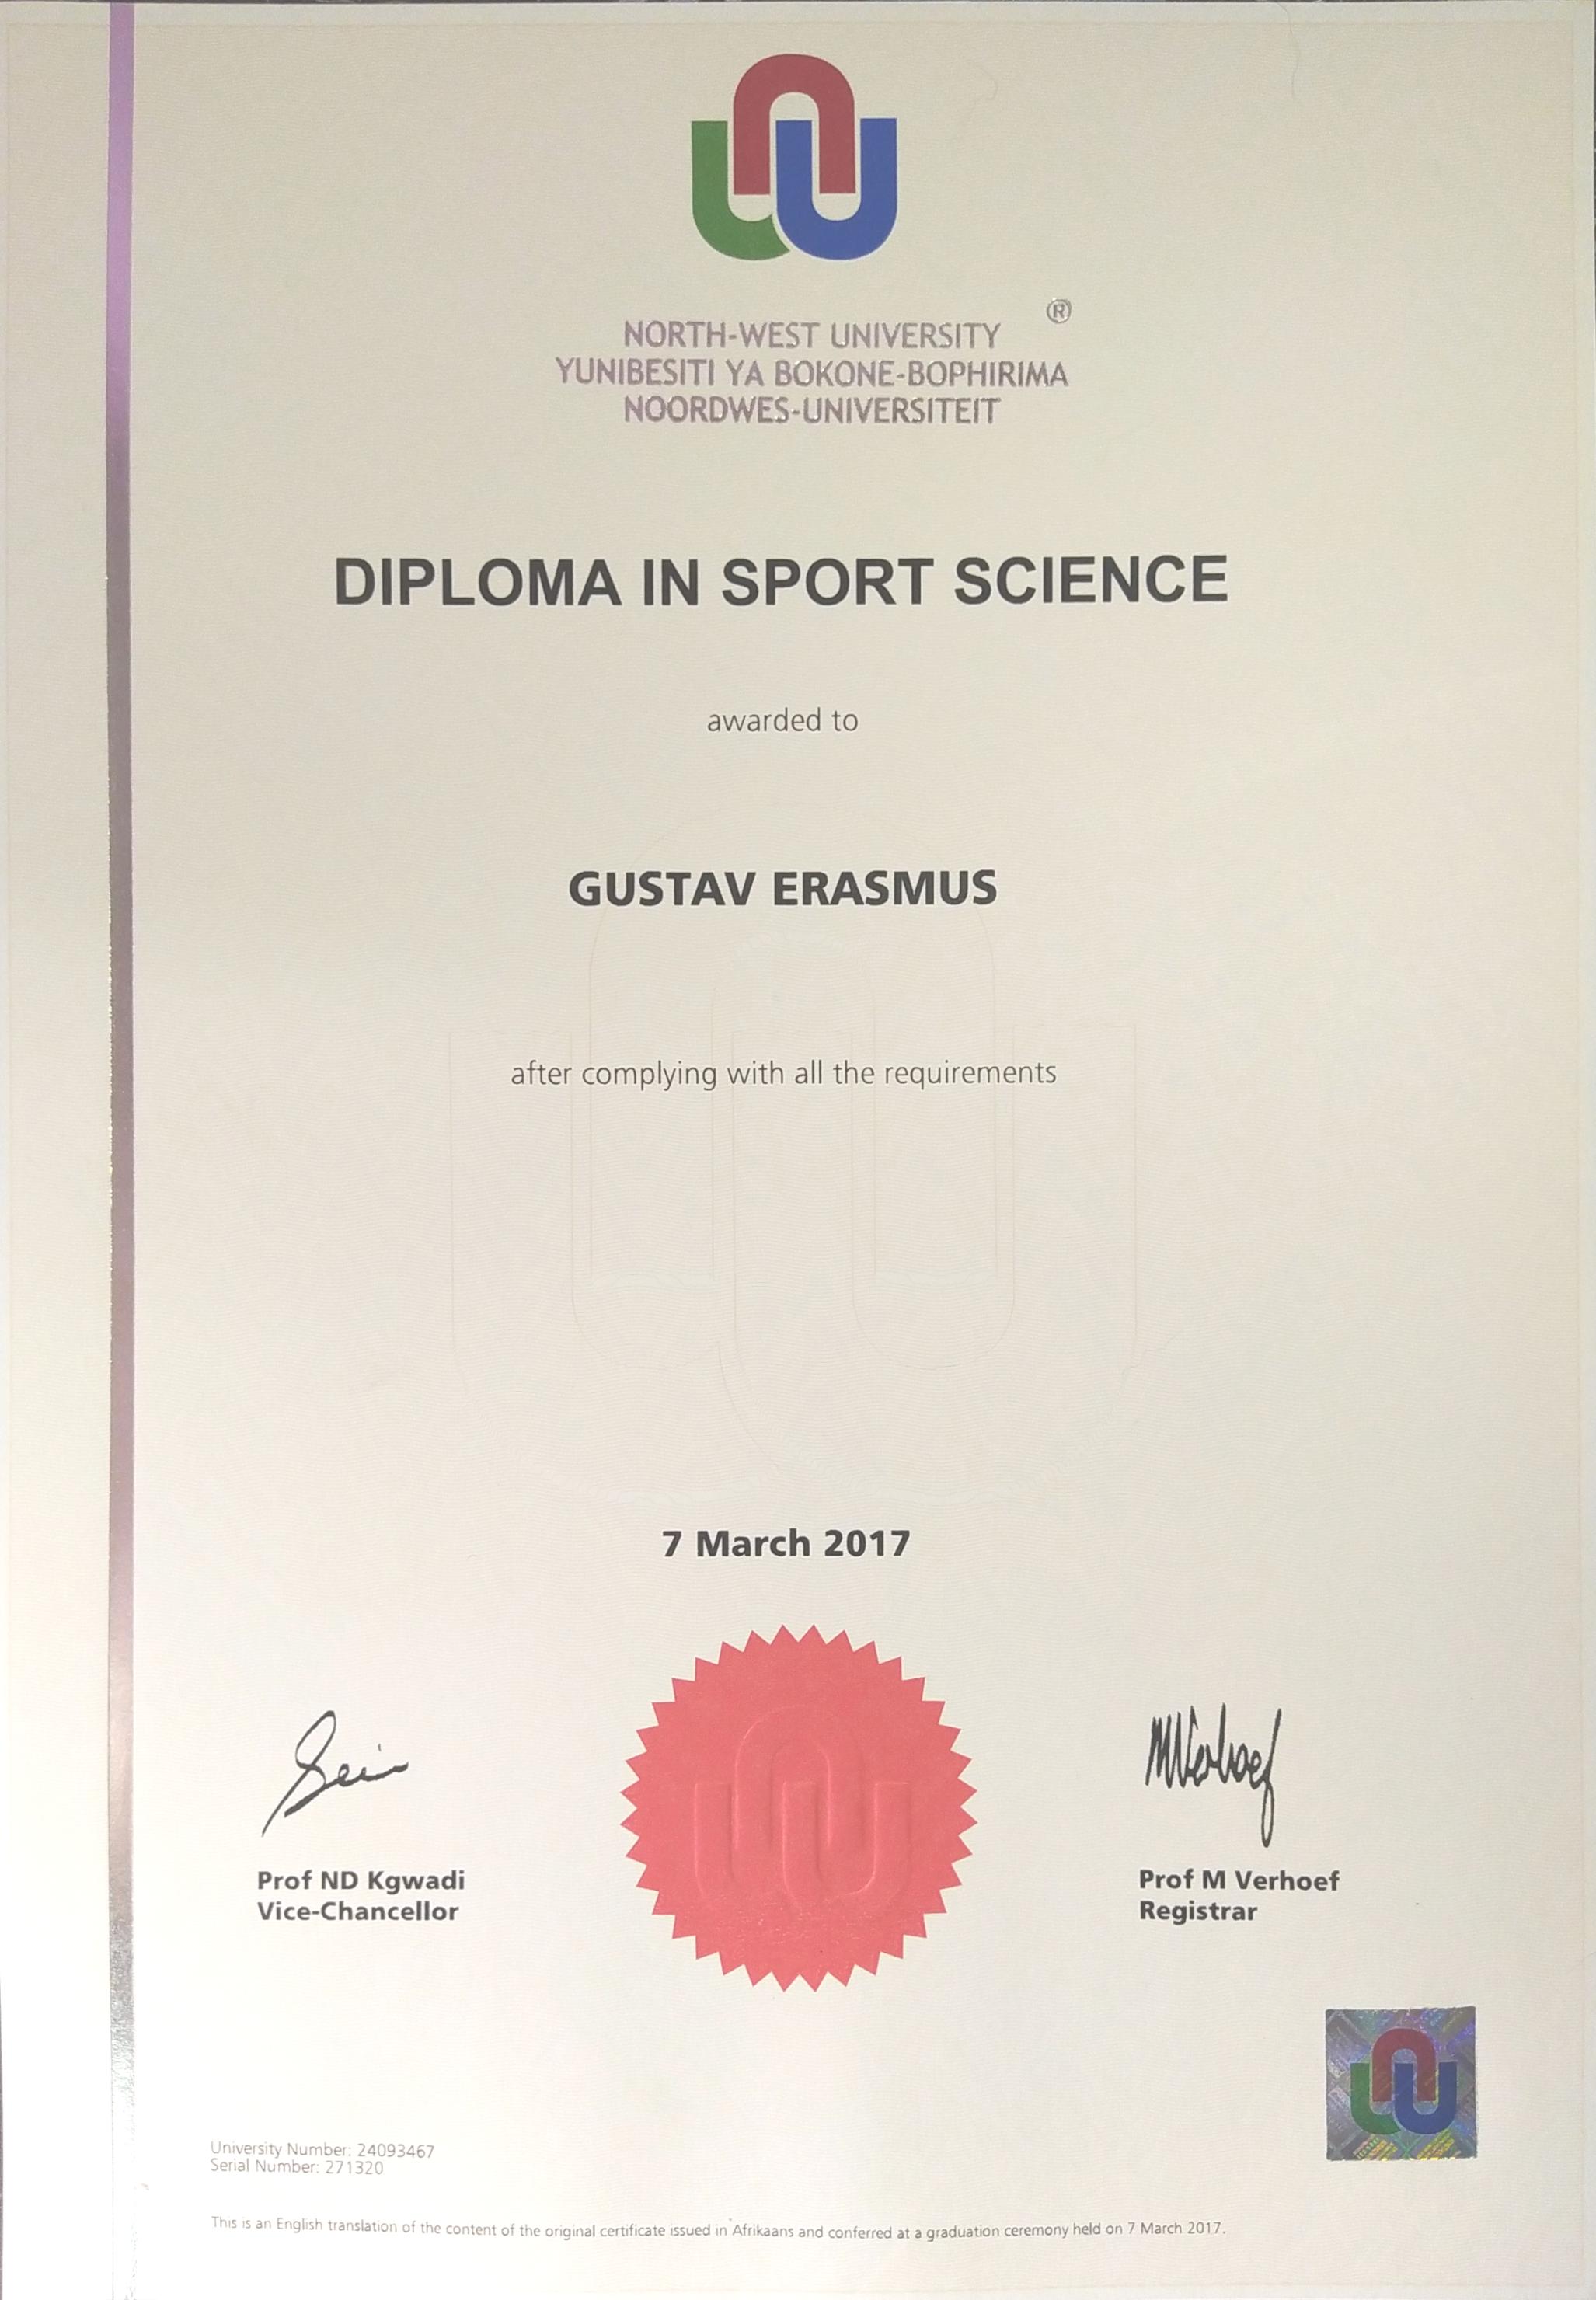 ®
NORTH-WEST UNIVERSITY
YUNIBESITI YA BOKONE-BOPHIRIMA
NOORDWES-UNIVERSITEIT
DIPLOMA IN SPORT SCIENCE
awarded to
GUSTAV ERASMUS
after complying with all the requirements
7 March 2017
MVerhoef
Prof ND Kgwadi
Vice-Chancellor
Prof M Verhoef
Registrar
University Number: 24093467
Serial Number: 271320
This is an English translation of the content of the original certificate issued in Afrikaans and conferred at a graduation ceremony held on 7 March 2017.